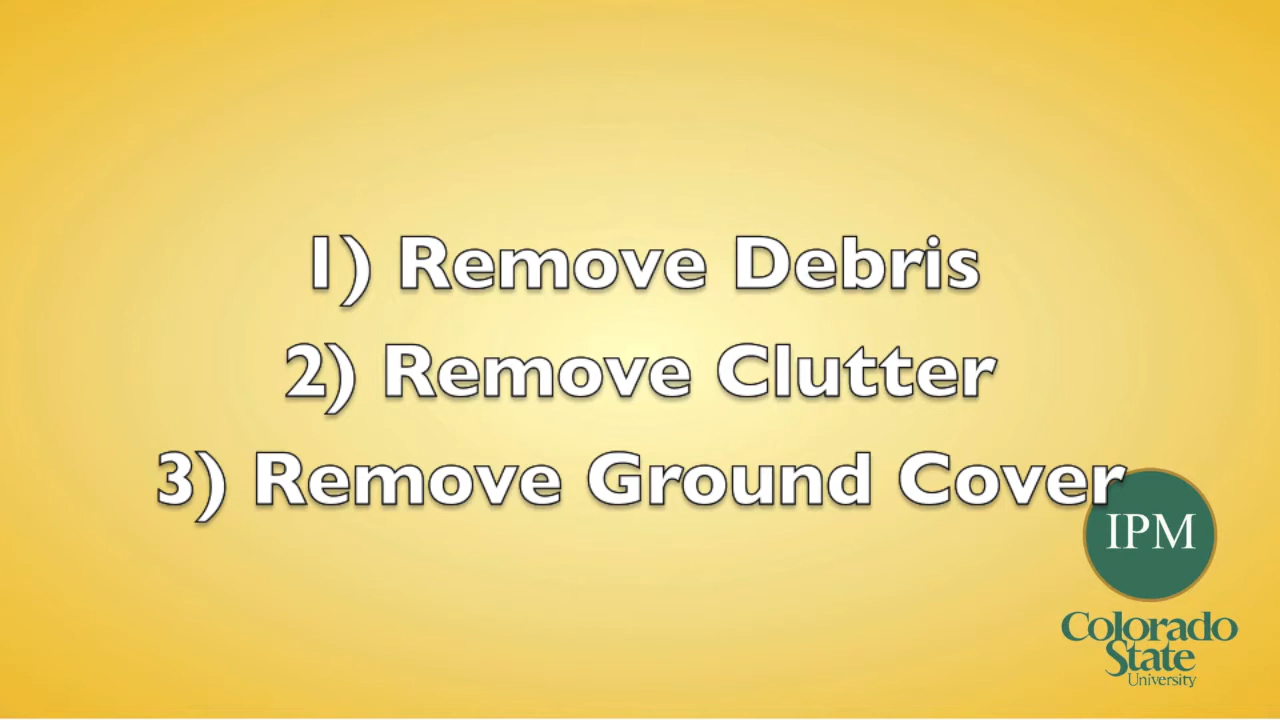 1) Remove Debris
2) Remove Clutter
3) Remove Ground Cover
IPM
Colorado
State
University